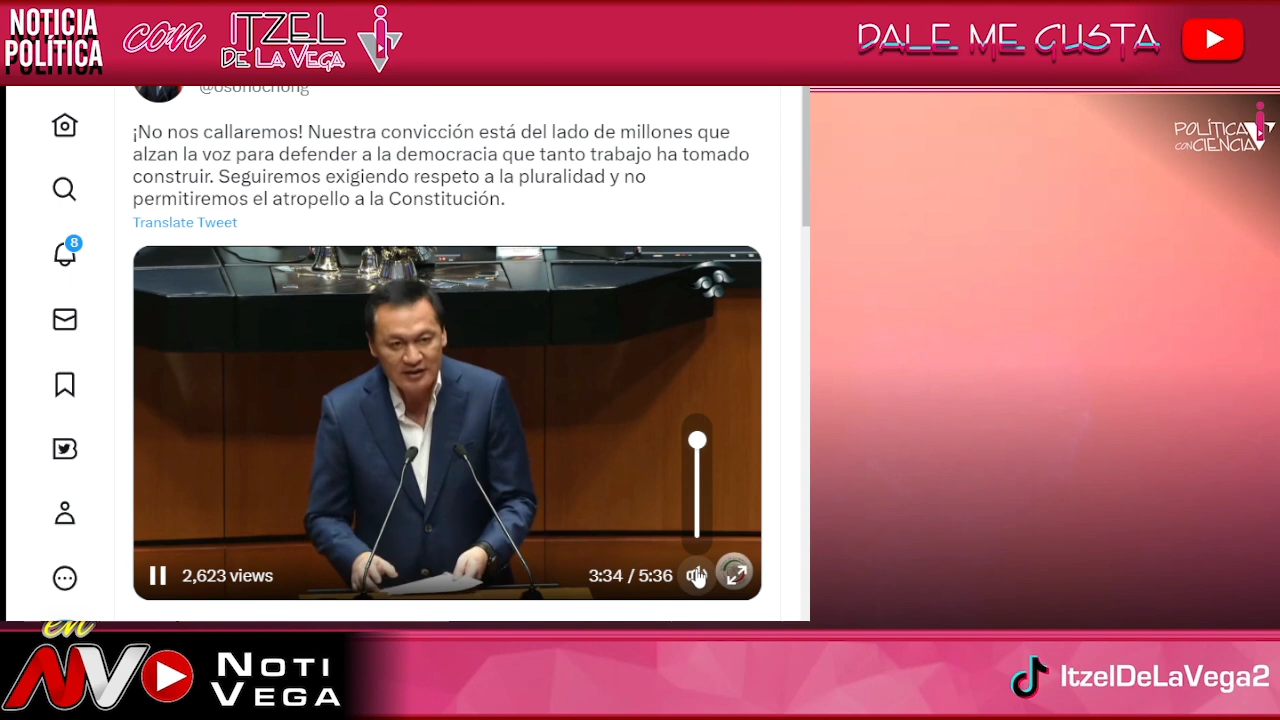 NOTICIA
POLÍTICA
con
ITZEL
DE LA VEGA
DALE ME GUSTA
@osoriochong
¡No nos callaremos! Nuestra convicción está del lado de millones que
alzan la voz para defender a la democracia que tanto trabajo ha tomado
construir. Seguiremos exigiendo respeto a la pluralidad y no
permitiremos el atropello a la Constitución.
Translate Tweet
8
POLÍTICA
CON CIENCIA
2,623 views
3:34 / 5:36
en
NV
NOTI
VEGA
ItzelDeLaVega2